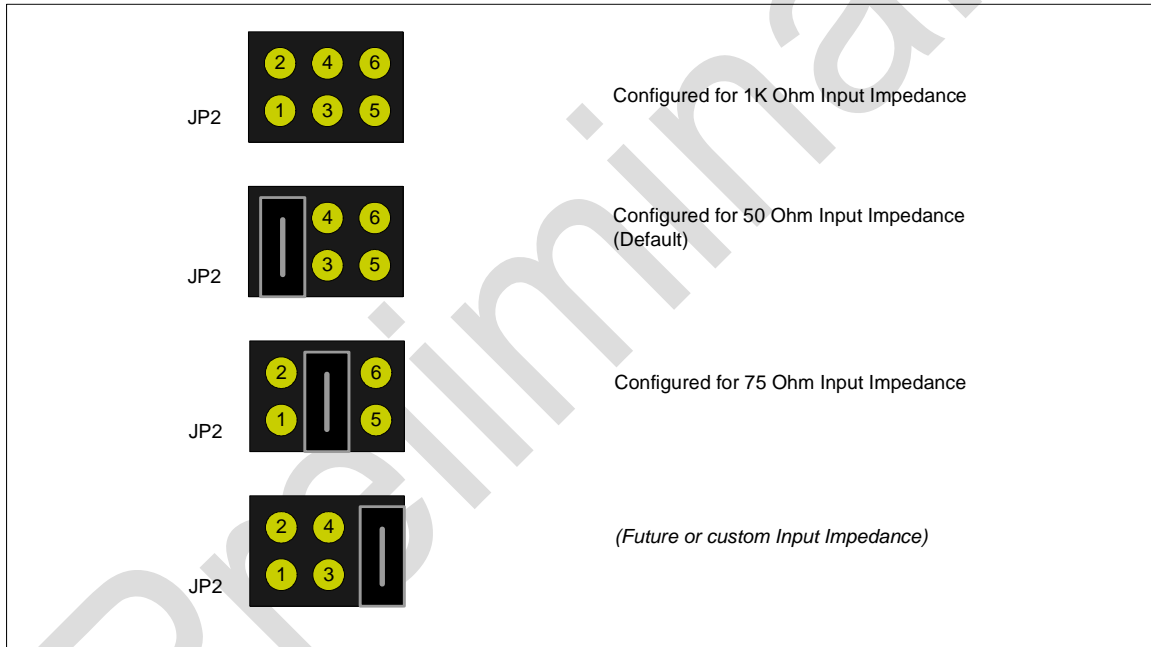 2 4 6
1 3 5
JP2
Configured for 1K Ohm Input Impedance
4 6
3 5
JP2
Configured for 50 Ohm Input Impedance
(Default)
2 6
1 5
JP2
Configured for 75 Ohm Input Impedance
2 4
1 3
JP2
(Future or custom Input Impedance)
Preliminar